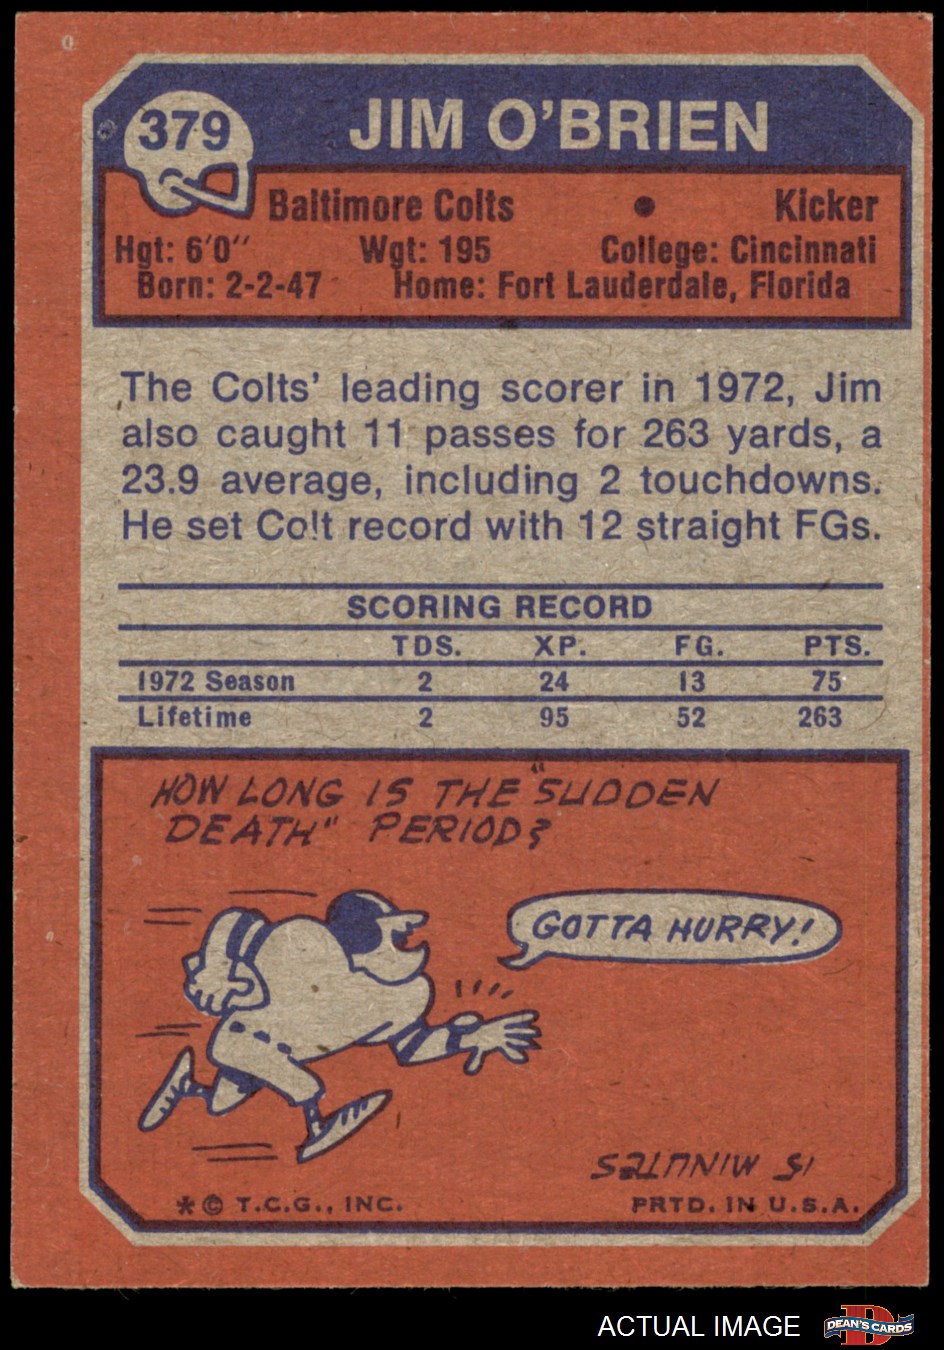 379
JIM O'BRIEN
Baltimore Colts • Kicker
Hgt: 6'0" Wgt: 195 College: Cincinnati
Born: 2-2-47 Home: Fort Lauderdale, Florida
The Colts' leading scorer in 1972, Jim
also caught 11 passes for 263 yards, a
23.9 average, including 2 touchdowns.
He set Colt record with 12 straight FGs.
SCORING RECORD
TDS. XP. FG. PTS.
1972 Season 2 24 13 75
Lifetime 2 95 52 263
HOW LONG IS THE "SUDDEN
DEATH" PERIOD?
GOTTA HURRY!
15 MINUTES
*© T.C.G., INC. PRTD. IN U.S.A.
ACTUAL IMAGE
D
DEAN'S CARDS